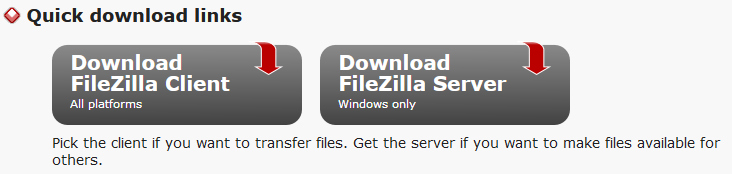 Quick download links
Download
FileZilla Client
All platforms
Download
FileZilla Server
Windows only
Pick the client if you want to transfer files. Get the server if you want to make files available for
others.